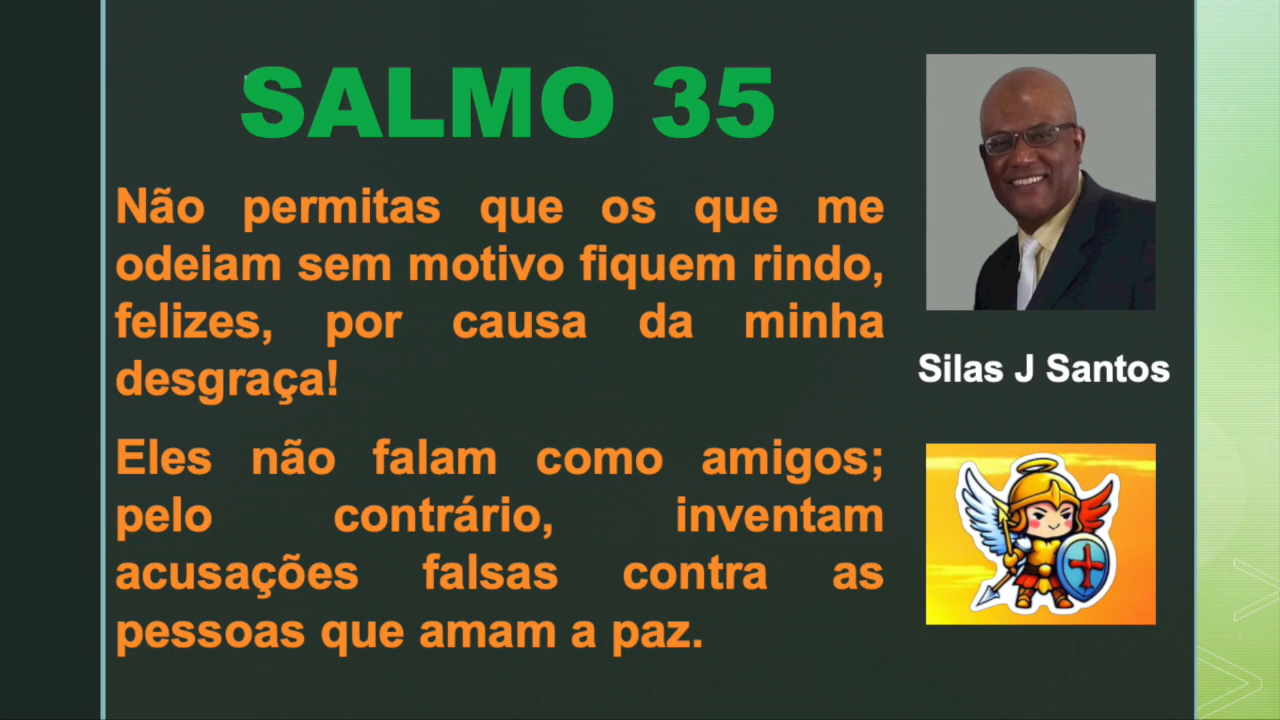 SALMO 35
Não permitas que os que me
odeiam sem motivo fiquem rindo,
felizes, por causa da minha
desgraça!
Eles não falam como amigos;
pelo contrário, inventam
acusações falsas contra as
pessoas que amam a paz.
Silas J Santos